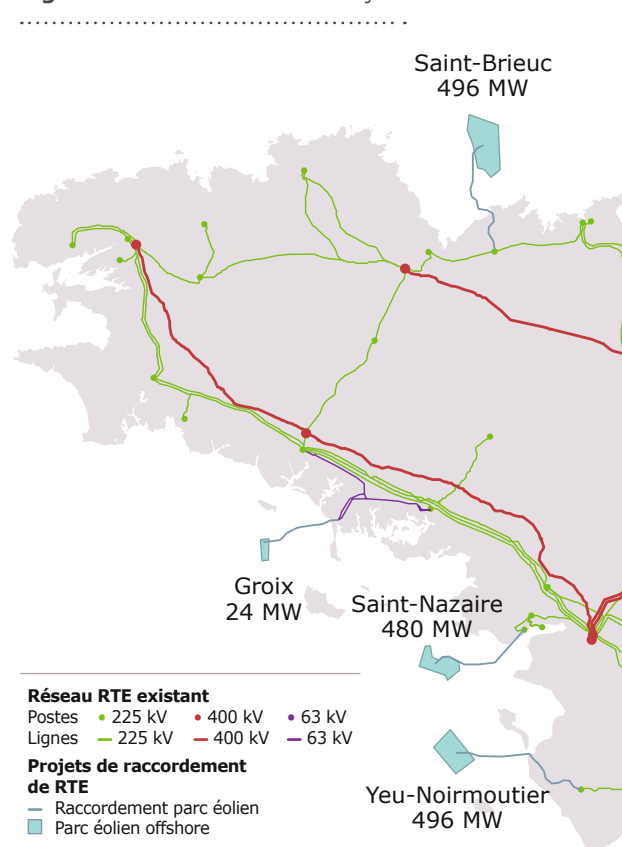 Saint-Brieuc
496 MW
Groix
24 MW
Saint-Nazaire
480 MW
Yeu-Noirmoutier
496 MW
Réseau RTE existant
Postes 225 kV 400 kV 63 kV
Lignes 225 kV 400 kV 63 kV
Projets de raccordement
de RTE
Raccordement parc éolien
Parc éolien offshore